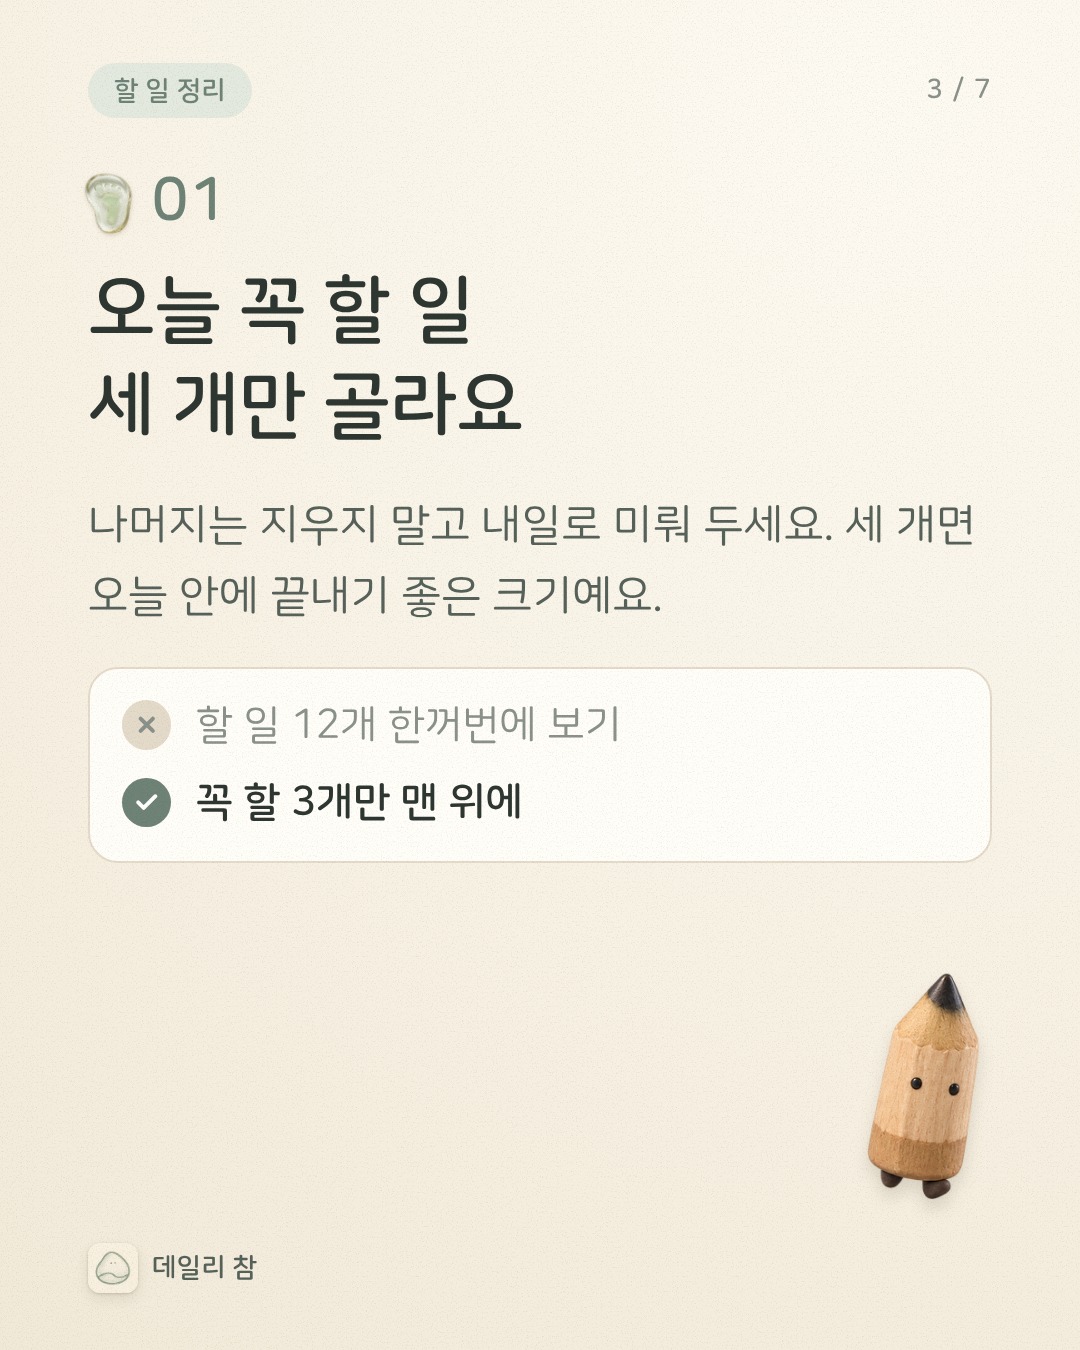 할 일 정리
3 / 7
01
오늘 꼭 할 일
세 개만 골라요
나머지는 지우지 말고 내일로 미뤄 두세요. 세 개면
오늘 안에 끝내기 좋은 크기예요.
할 일 12개 한꺼번에 보기
꼭 할 3개만 맨 위에
데일리 참